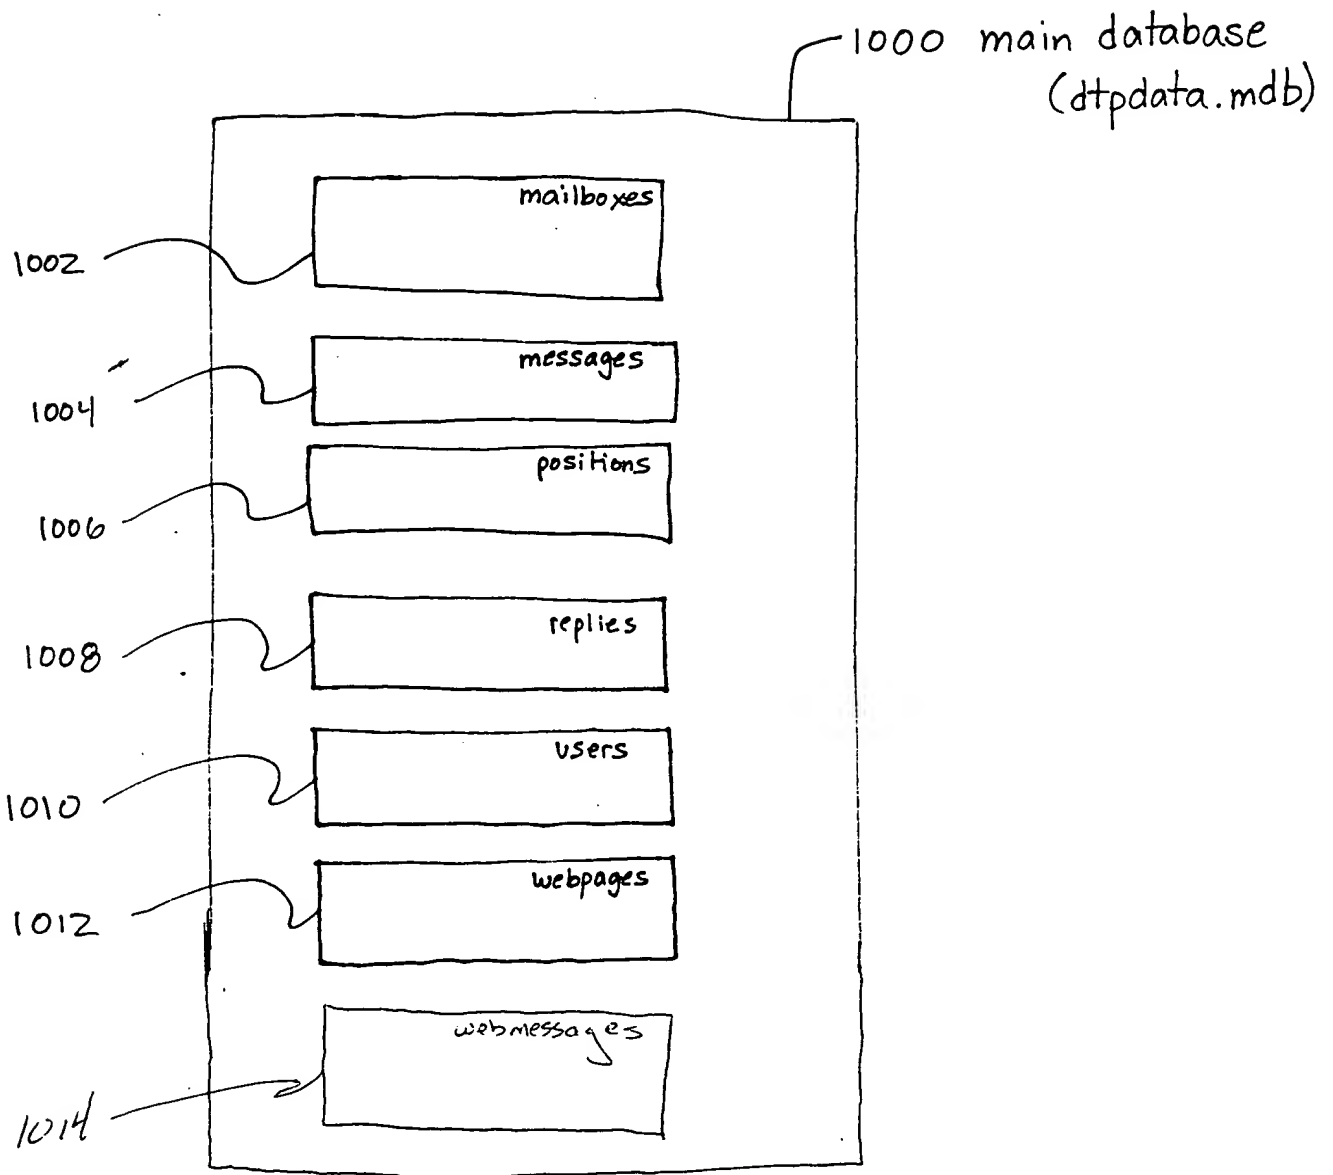 1000 main database
(dtpdata.mdb)
mailboxes
1002
messages
1004
positions
1006
replies
1008
users
1010
webpages
1012
webmessages
1014